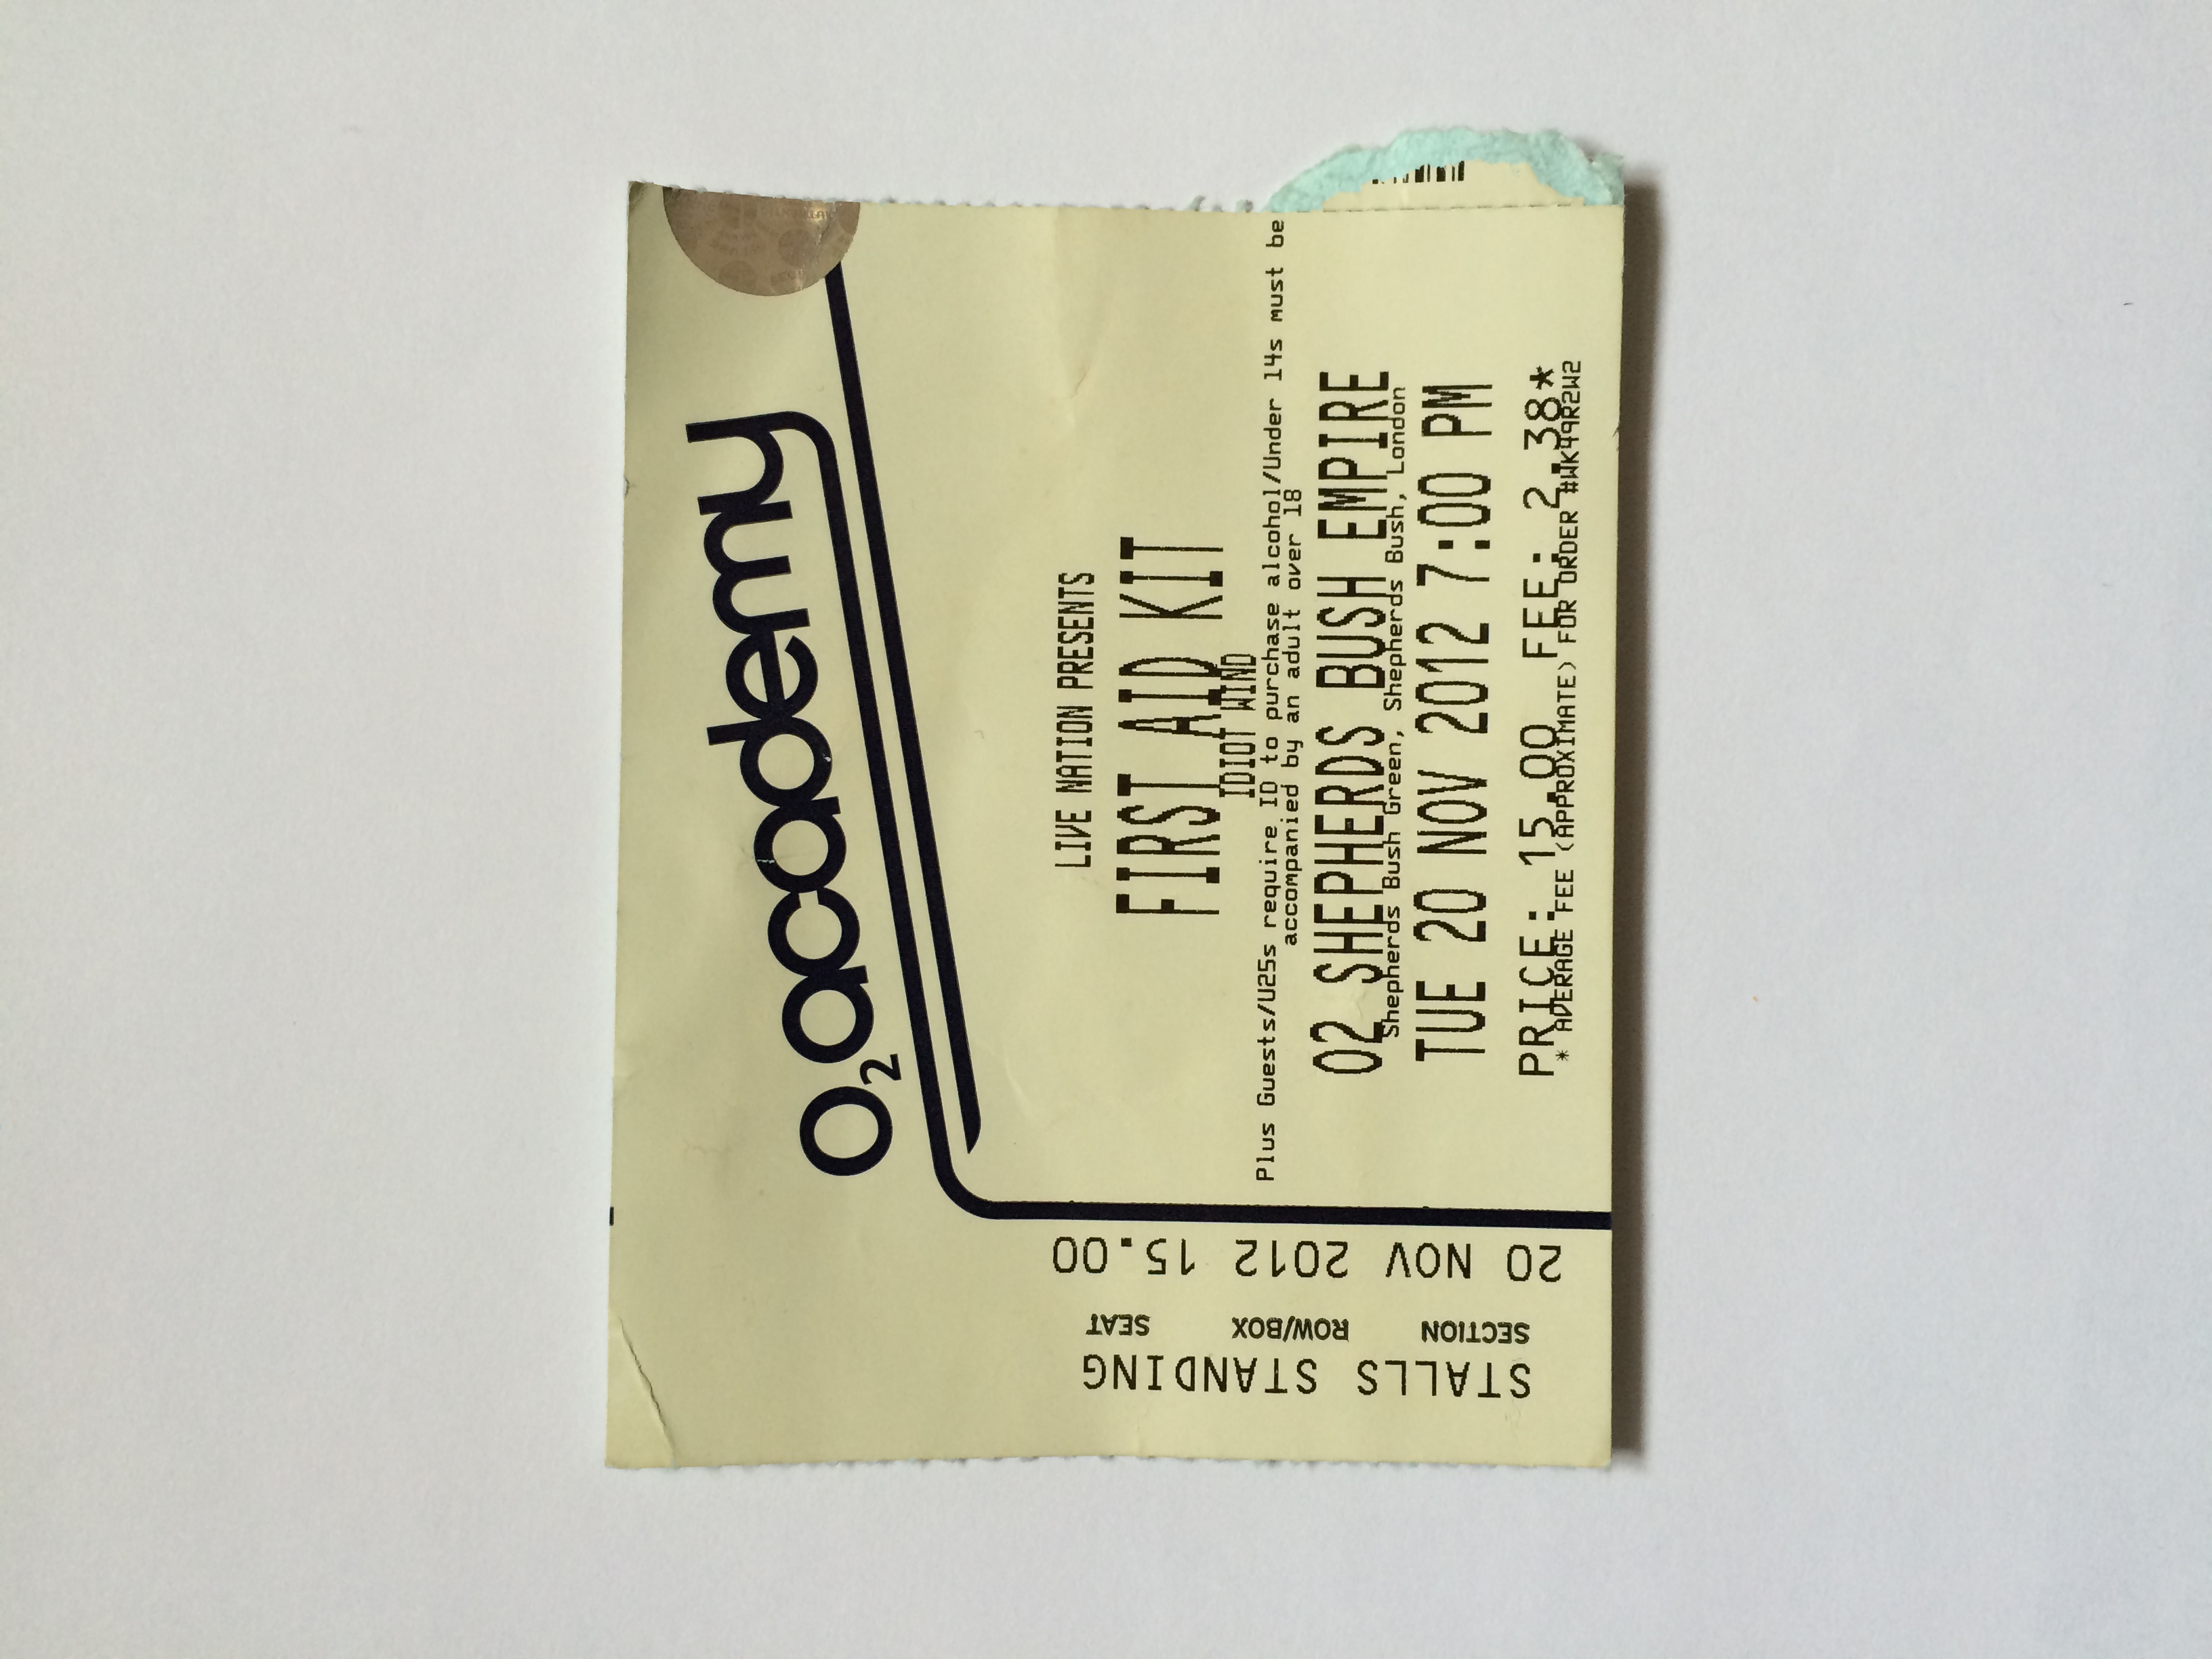 O2 academy
LIVE NATION PRESENTS
FIRST AID KIT
IDIOT WIND
Plus Guests/U25s require ID to purchase alcohol/Under 14s must be
accompanied by an adult over 18
O2 SHEPHERDS BUSH EMPIRE
Shepherds Bush Green, Shepherds Bush, London
TUE 20 NOV 2012 7:00 PM
PRICE: 15.00 FEE: 2.38*
* AVERAGE FEE (APPROXIMATE) FOR ORDER #WK49R2W2
20 NOV 2012 15.00
SECTION ROW/BOX SEAT
STALLS STANDING